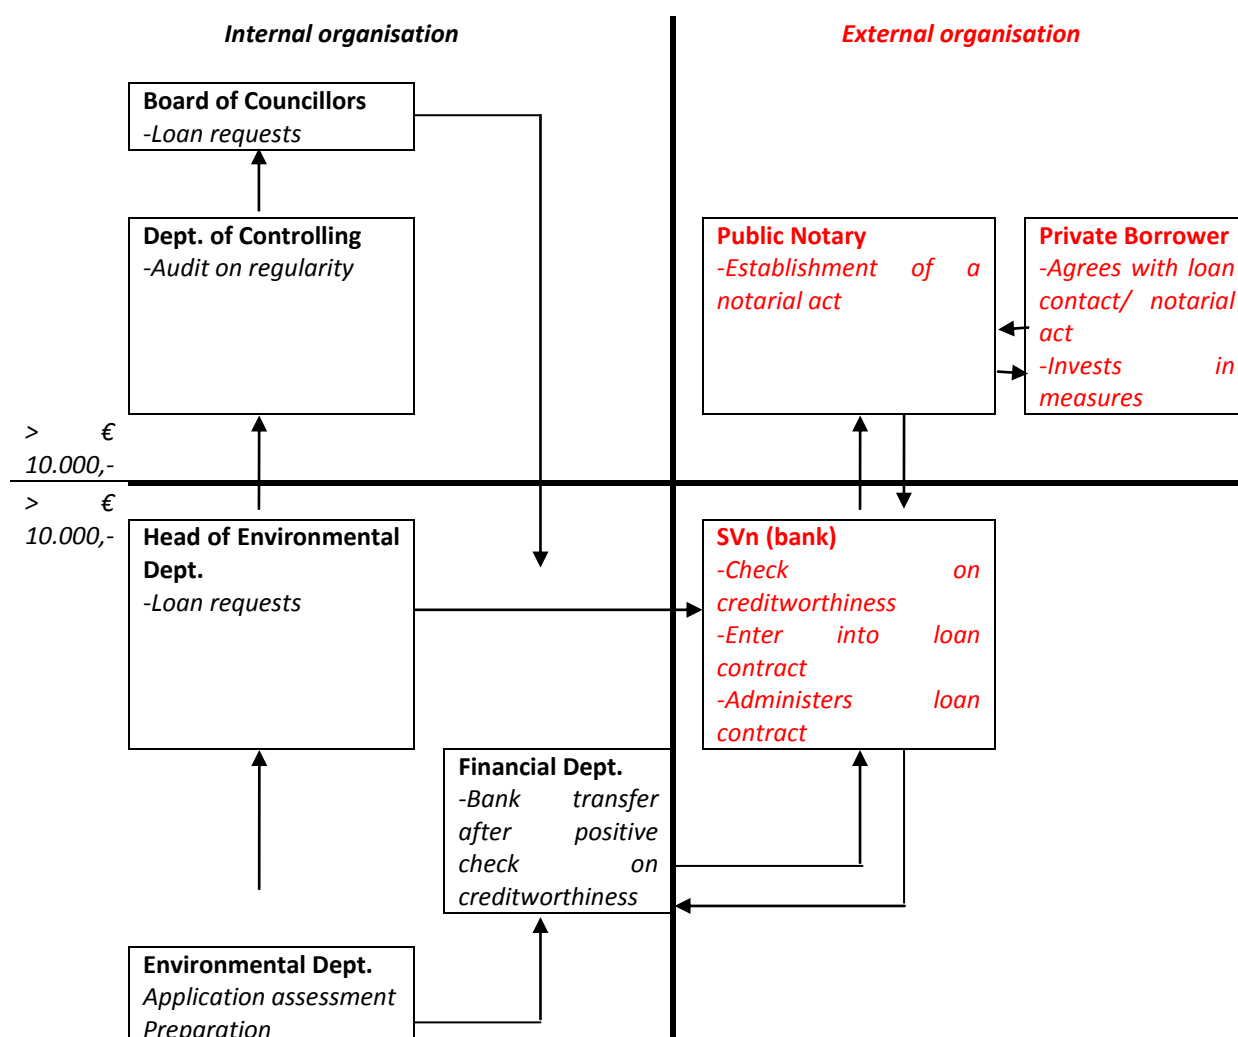 Internal organisation
External organisation
Board of Councillors
-Loan requests
Dept. of Controlling
-Audit on regularity
Public Notary
-Establishment of a
notarial act
Private Borrower
-Agrees with loan
contact/ notarial
act
-Invests in
measures
> €
10.000,-
> €
10.000,-
Head of Environmental
Dept.
-Loan requests
SVn (bank)
-Check on
creditworthiness
-Enter into loan
contract
-Administers loan
contract
Financial Dept.
-Bank transfer
after positive
check on
creditworthiness
Environmental Dept.
Application assessment
Preparation